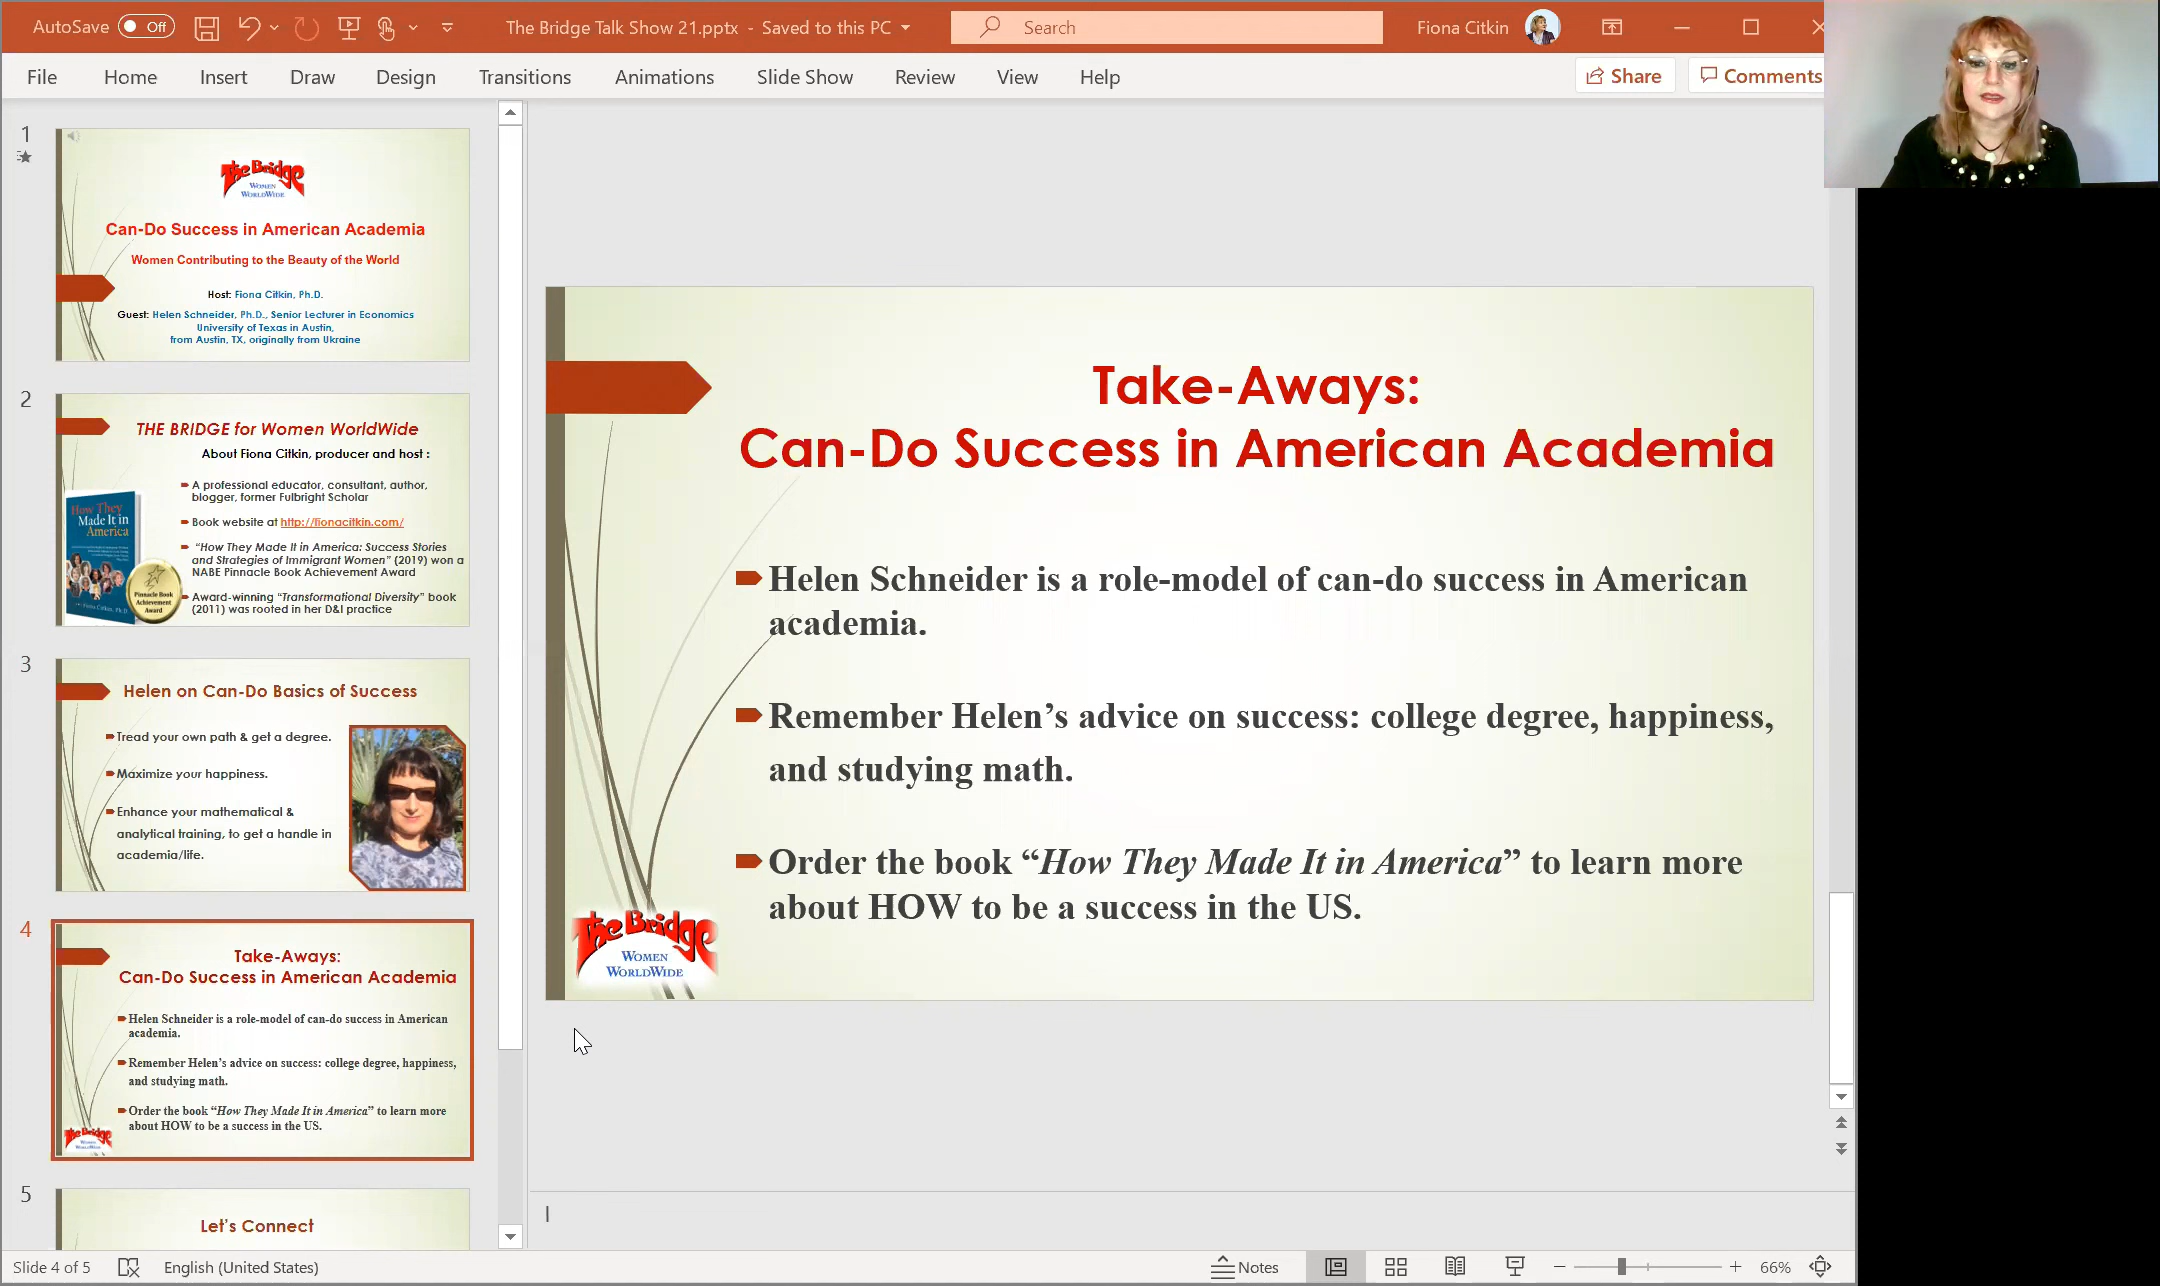 AutoSave Off
The Bridge Talk Show 21.pptx - Saved to this PC
Search
Fiona Citkin
File Home Insert Draw Design Transitions Animations Slide Show Review View Help
Share Comments
1
The Bridge
WOMEN
WORLDWIDE
Can-Do Success in American Academia
Women Contributing to the Beauty of the World
Host: Fiona Citkin, Ph.D.
Guest: Helen Schneider, Ph.D., Senior Lecturer in Economics
University of Texas in Austin,
from Austin, TX, originally from Ukraine
2
THE BRIDGE for Women WorldWide
About Fiona Citkin, producer and host :
A professional educator, consultant, author,
blogger, former Fulbright Scholar
Book website at http://fionacitkin.com/
“How They Made It in America: Success Stories
and Strategies of Immigrant Women” (2019) won a
NABE Pinnacle Book Achievement Award
Award-winning “Transformational Diversity” book
(2011) was rooted in her D&I practice
How They
Made It in
America
Fiona Citkin, Ph.D.
Pinnacle Book
Achievement
Award
3
Helen on Can-Do Basics of Success
Tread your own path & get a degree.
Maximize your happiness.
Enhance your mathematical &
analytical training, to get a handle in
academia/life.
4
Take-Aways:
Can-Do Success in American Academia
Helen Schneider is a role-model of can-do success in American
academia.
Remember Helen’s advice on success: college degree, happiness,
and studying math.
Order the book “How They Made It in America” to learn more
about HOW to be a success in the US.
The Bridge
WOMEN
WORLDWIDE
5
Let’s Connect
Take-Aways:
Can-Do Success in American Academia
Helen Schneider is a role-model of can-do success in American
academia.
Remember Helen’s advice on success: college degree, happiness,
and studying math.
Order the book “How They Made It in America” to learn more
about HOW to be a success in the US.
The Bridge
WOMEN
WORLDWIDE
Slide 4 of 5 English (United States) Notes 66%